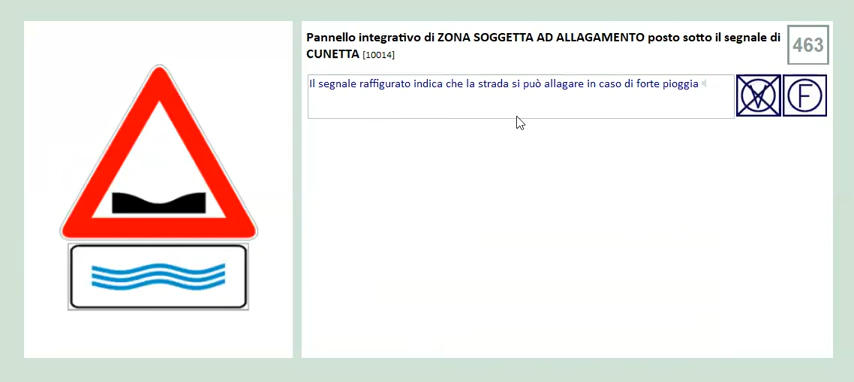 Pannello integrativo di ZONA SOGGETTA AD ALLAGAMENTO posto sotto il segnale di
CUNETTA [10014]
463
Il segnale raffigurato indica che la strada si può allagare in caso di forte pioggia
V F